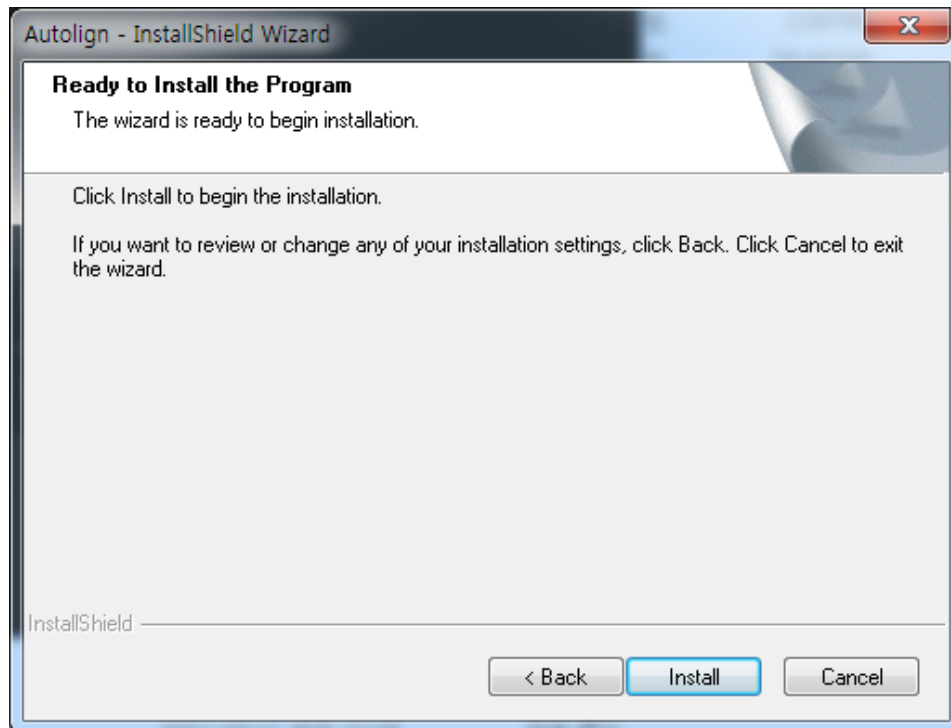 Autolign - InstallShield Wizard
Ready to Install the Program
The wizard is ready to begin installation.
Click Install to begin the installation.
If you want to review or change any of your installation settings, click Back. Click Cancel to exit
the wizard.
InstallShield
< Back Install Cancel